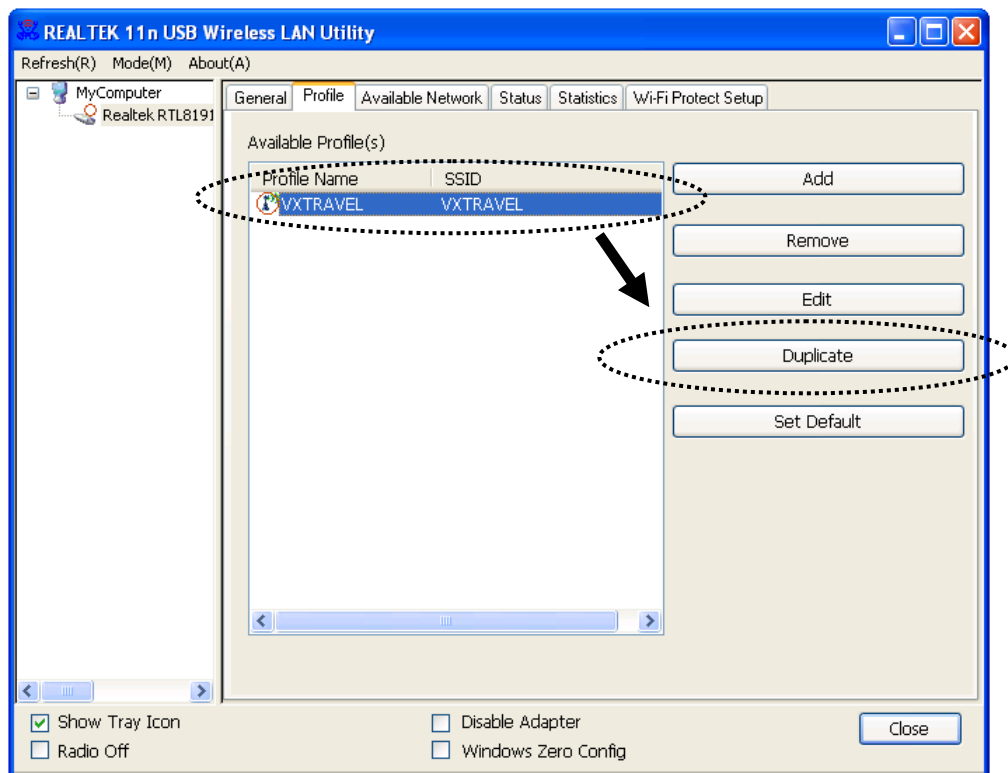 REALTEK 11n USB Wireless LAN Utility
Refresh(R) Mode(M) About(A)
MyComputer
Realtek RTL8191
General Profile Available Network Status Statistics Wi-Fi Protect Setup
Available Profile(s)
Profile Name SSID
VXTRAVEL VXTRAVEL
Add
Remove
Edit
Duplicate
Set Default
Show Tray Icon
Radio Off
Disable Adapter
Windows Zero Config
Close